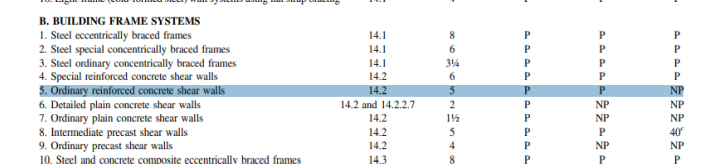 14.1
B. BUILDING FRAME SYSTEMS
1. Steel eccentrically braced frames 14.1 8 P P P
2. Steel special concentrically braced frames 14.1 6 P P P
3. Steel ordinary concentrically braced frames 14.1 3¼ P P P
4. Special reinforced concrete shear walls 14.2 6 P P P
5. Ordinary reinforced concrete shear walls 14.2 5 P P NP
6. Detailed plain concrete shear walls 14.2 and 14.2.2.7 2 P NP NP
7. Ordinary plain concrete shear walls 14.2 1½ P NP NP
8. Intermediate precast shear walls 14.2 5 P P 40ᶠ
9. Ordinary precast shear walls 14.2 4 P NP NP
10. Steel and concrete composite eccentrically braced frames 14.3 8 P P P